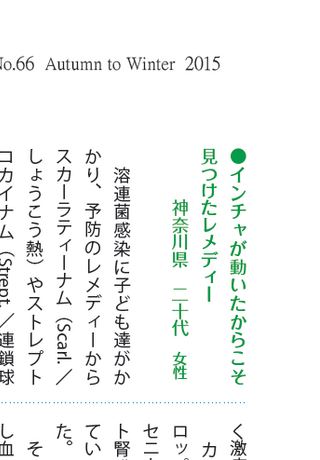 No.66 Autumn to Winter 2015
●インチャが動いたからこそ
見つけたレメディー
神奈川県 二十代 女性
溶連菌感染に子ども達がか
かり、予防のレメディーから
スカーラティーナム（Scarl.／
しょうこう熱）やストレプト
コカイナム（Strept.／連鎖球
カ
ロッ
セニ
ト腎
てい
た。
そ
し血